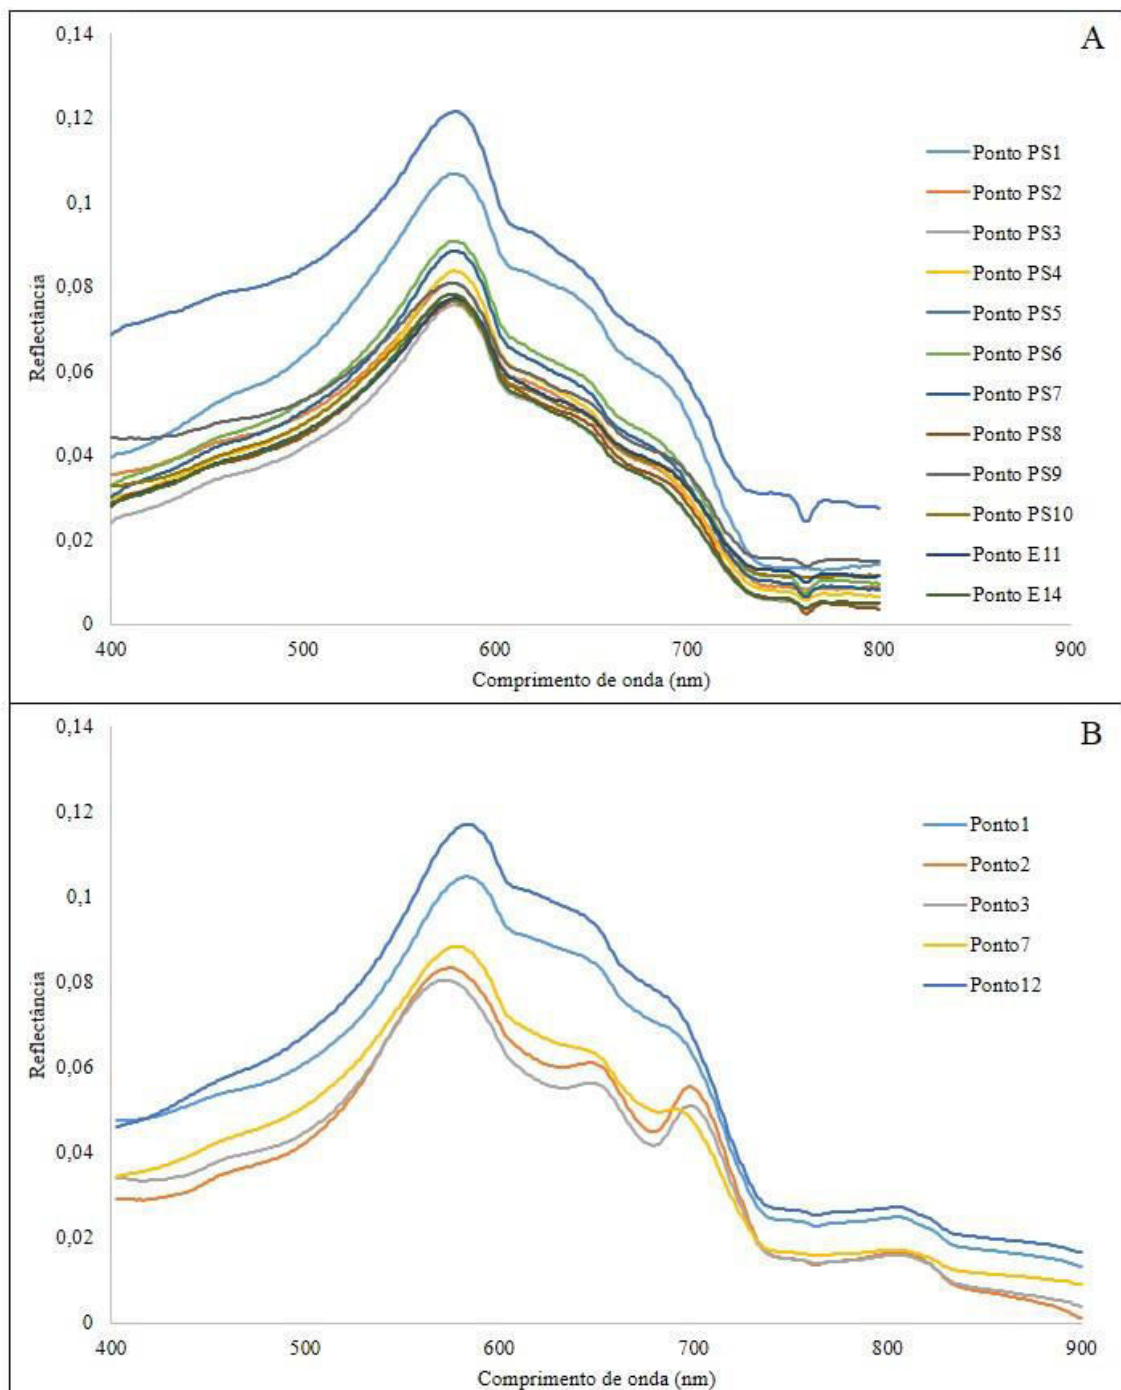 A
0,14
0,12
0,1
0,08
0,06
0,04
0,02
0
Reflectância
400
500
600
700
800
900
Comprimento de onda (nm)
Ponto PS1
Ponto PS2
Ponto PS3
Ponto PS4
Ponto PS5
Ponto PS6
Ponto PS7
Ponto PS8
Ponto PS9
Ponto PS10
Ponto E11
Ponto E14
B
0,14
0,12
0,1
0,08
0,06
0,04
0,02
0
Reflectância
400
500
600
700
800
900
Comprimento de onda (nm)
Ponto1
Ponto2
Ponto3
Ponto7
Ponto12